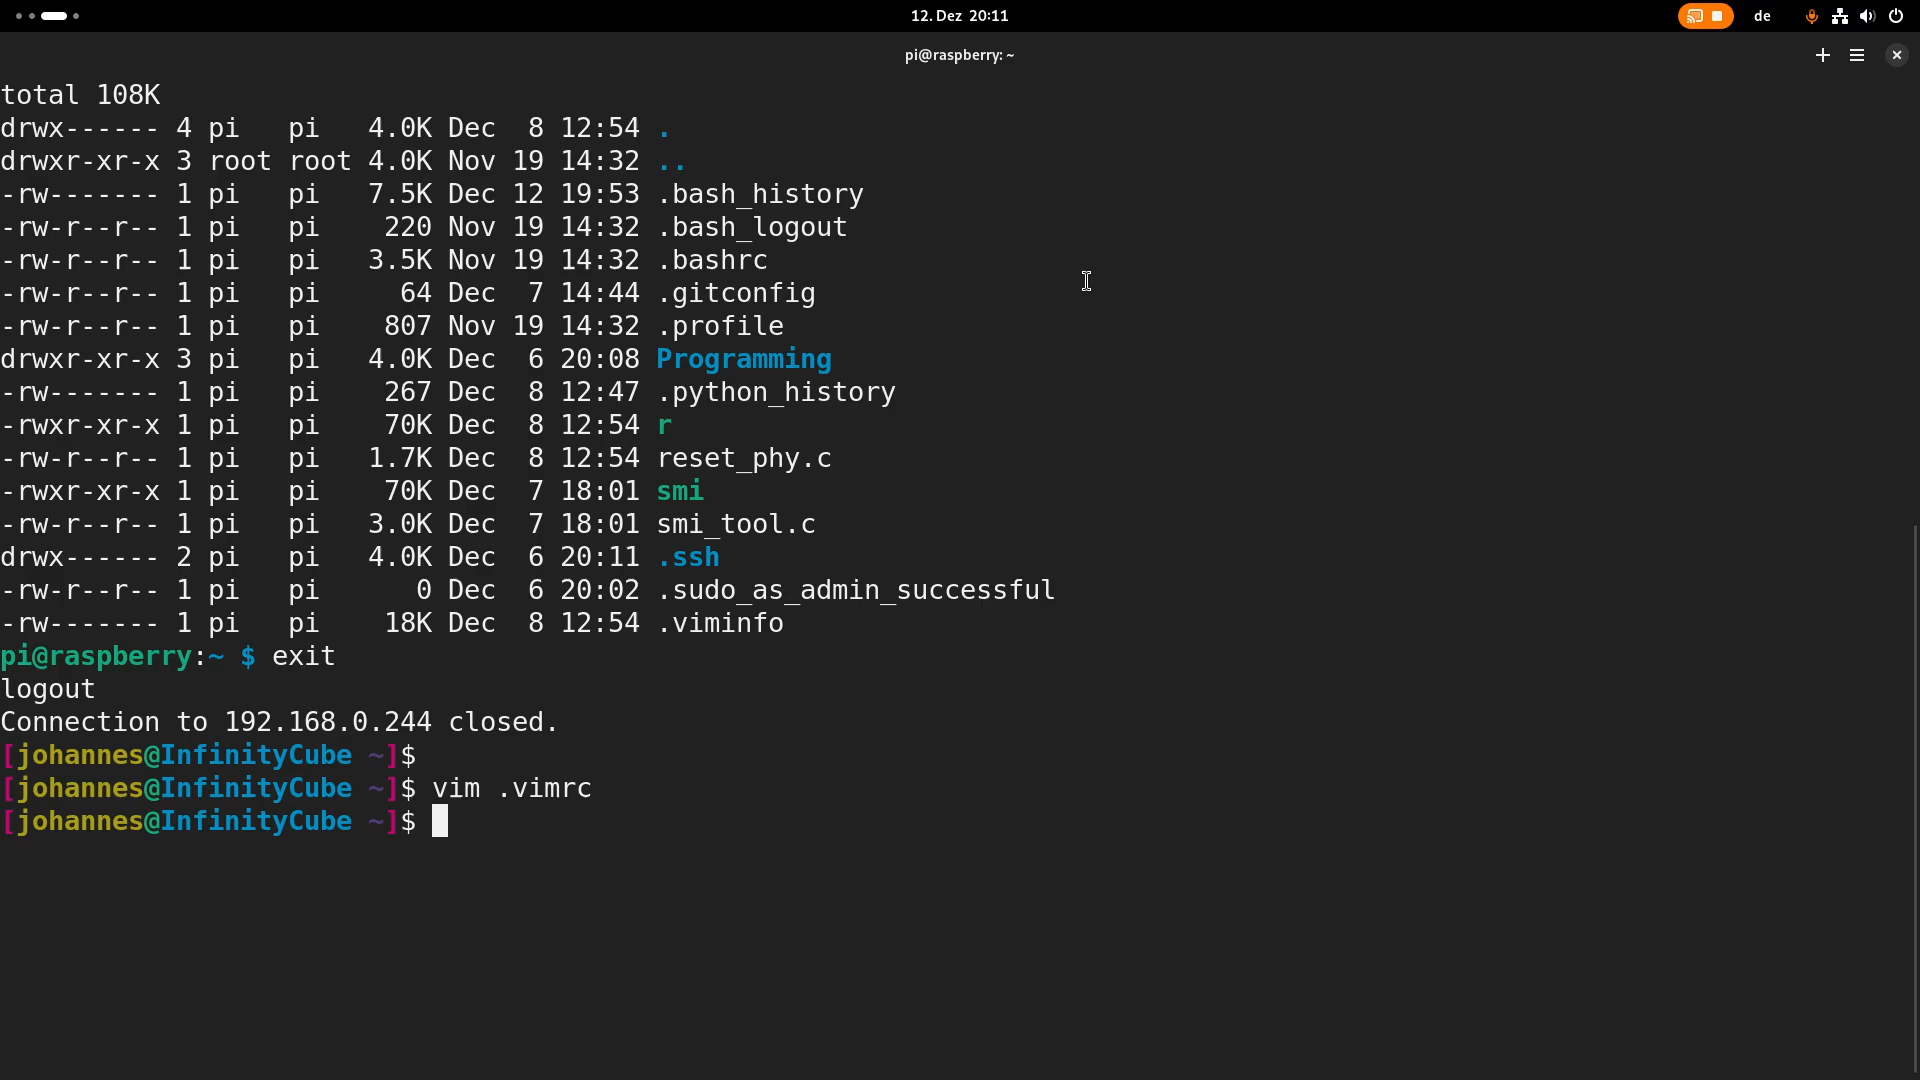 12. Dez 20:11
de
pi@raspberry: ~
total 108K
drwx------ 4 pi   pi   4.0K Dec  8 12:54 .
drwxr-xr-x 3 root root 4.0K Nov 19 14:32 ..
-rw------- 1 pi   pi   7.5K Dec 12 19:53 .bash_history
-rw-r--r-- 1 pi   pi    220 Nov 19 14:32 .bash_logout
-rw-r--r-- 1 pi   pi   3.5K Nov 19 14:32 .bashrc
-rw-r--r-- 1 pi   pi     64 Dec  7 14:44 .gitconfig
-rw-r--r-- 1 pi   pi    807 Nov 19 14:32 .profile
drwxr-xr-x 3 pi   pi   4.0K Dec  6 20:08 Programming
-rw------- 1 pi   pi    267 Dec  8 12:47 .python_history
-rwxr-xr-x 1 pi   pi    70K Dec  8 12:54 r
-rw-r--r-- 1 pi   pi   1.7K Dec  8 12:54 reset_phy.c
-rwxr-xr-x 1 pi   pi    70K Dec  7 18:01 smi
-rw-r--r-- 1 pi   pi   3.0K Dec  7 18:01 smi_tool.c
drwx------ 2 pi   pi   4.0K Dec  6 20:11 .ssh
-rw-r--r-- 1 pi   pi      0 Dec  6 20:02 .sudo_as_admin_successful
-rw------- 1 pi   pi    18K Dec  8 12:54 .viminfo
pi@raspberry:~ $ exit
logout
Connection to 192.168.0.244 closed.
[johannes@InfinityCube ~]$
[johannes@InfinityCube ~]$ vim .vimrc
[johannes@InfinityCube ~]$